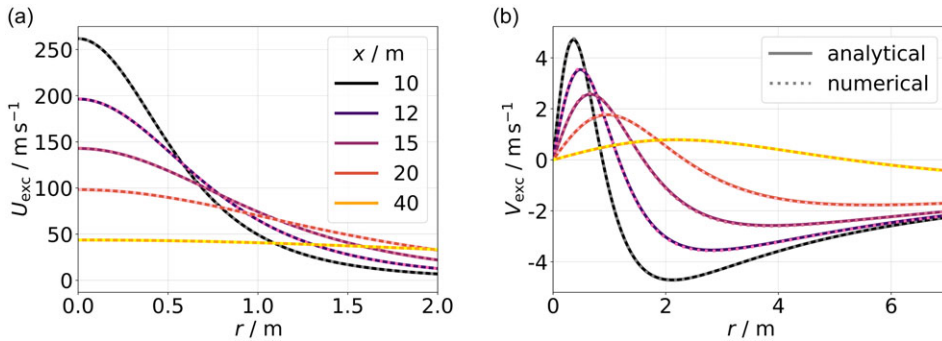 (a)
250
200
150
100
50
0
U_exc / m s⁻¹
x / m
10
12
15
20
40
0.0 0.5 1.0 1.5 2.0
r / m
(b)
4
2
0
-2
-4
V_exc / m s⁻¹
analytical
numerical
0 2 4 6
r / m